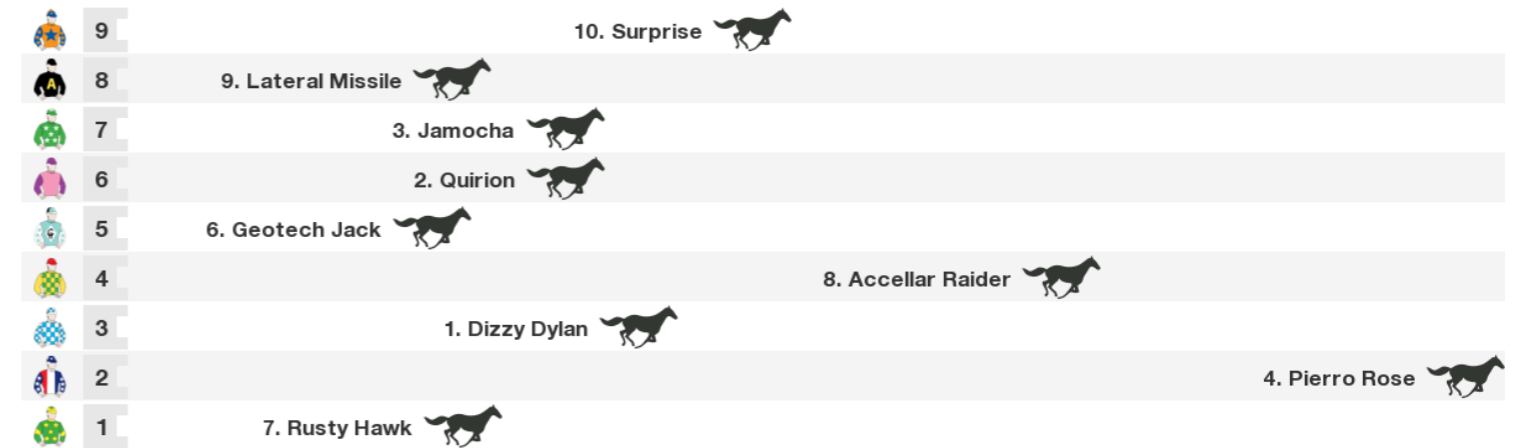 9 10. Surprise
A 8 9. Lateral Missile
7 3. Jamocha
6 2. Quirion
5 6. Geotech Jack
4 8. Accellar Raider
3 1. Dizzy Dylan
2 4. Pierro Rose
1 7. Rusty Hawk